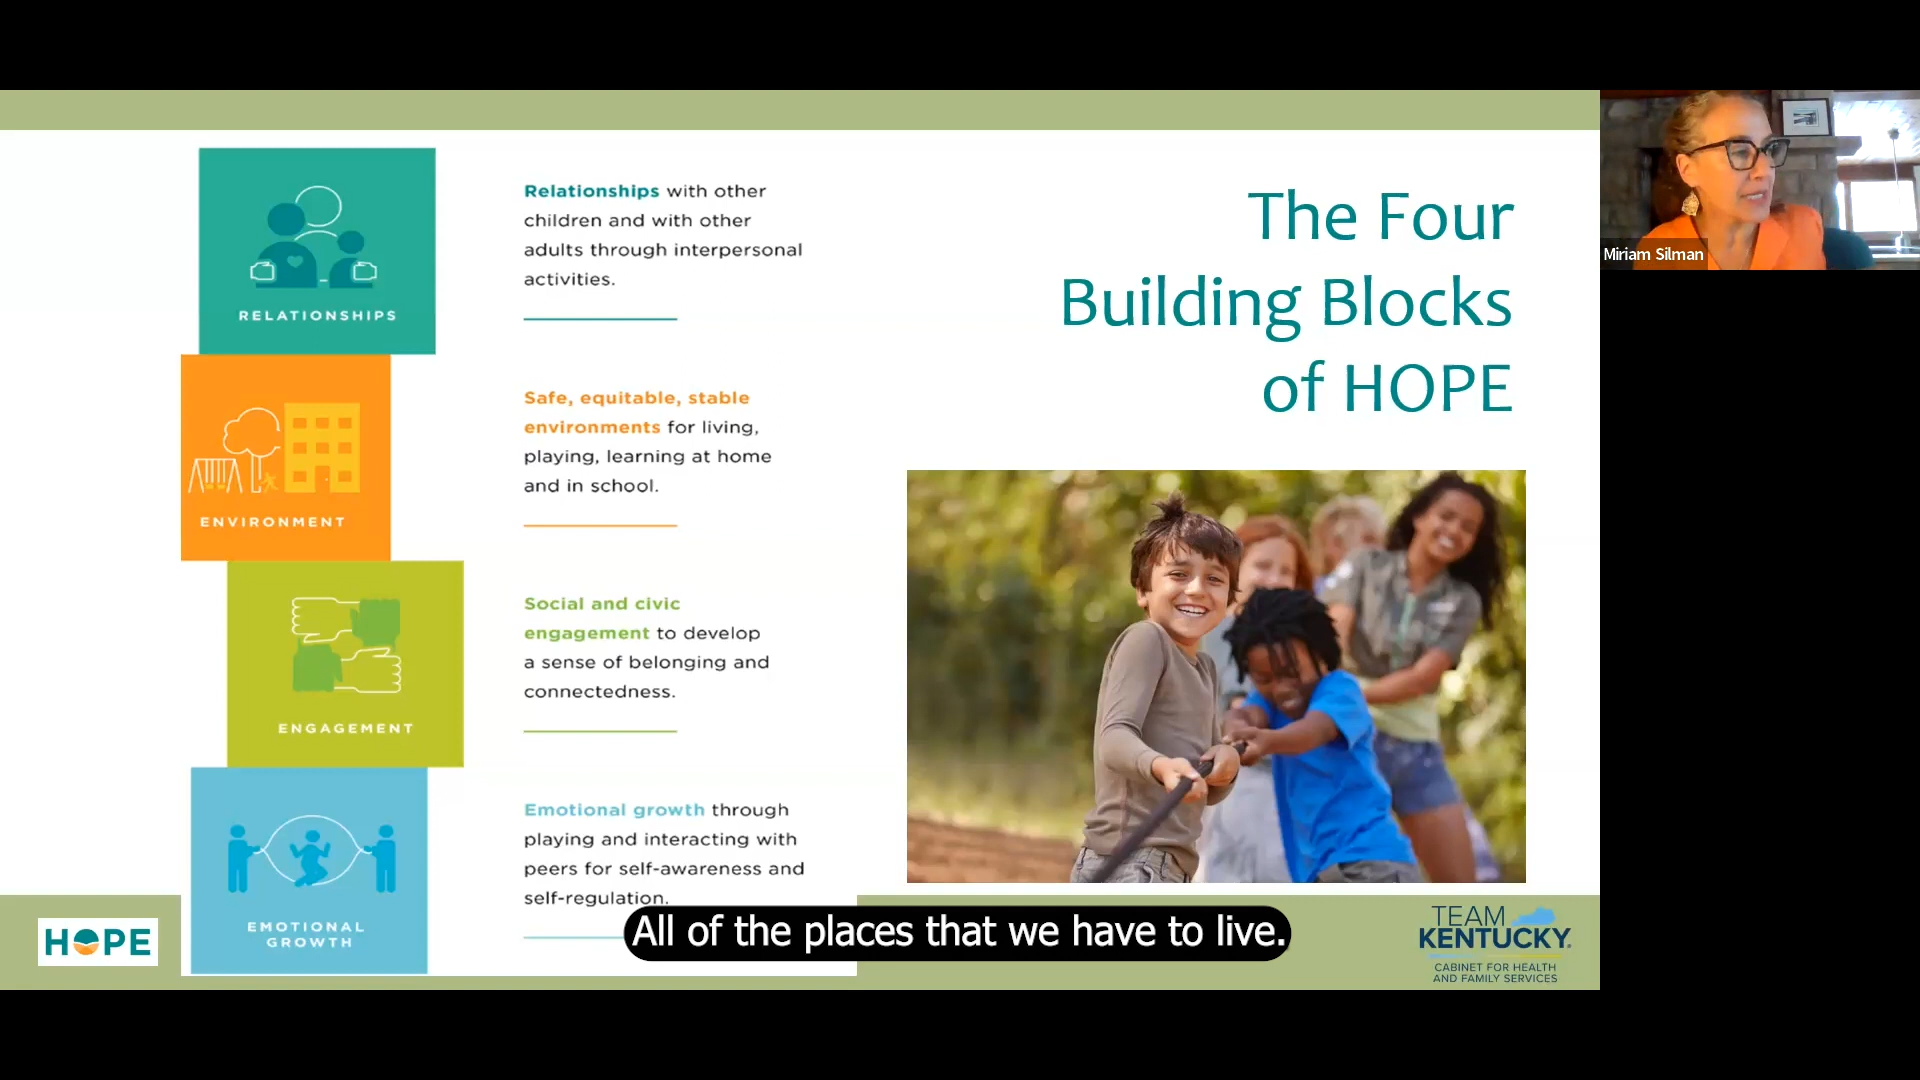 RELATIONSHIPS
Relationships with other
children and with other
adults through interpersonal
activities.
ENVIRONMENT
Safe, equitable, stable
environments for living,
playing, learning at home
and in school.
ENGAGEMENT
Social and civic
engagement to develop
a sense of belonging and
connectedness.
EMOTIONAL
GROWTH
Emotional growth through
playing and interacting with
peers for self-awareness and
self-regulation.
The Four
Building Blocks
of HOPE
Miriam Silman
HOPE
All of the places that we have to live.
TEAM
KENTUCKY.
CABINET FOR HEALTH
AND FAMILY SERVICES